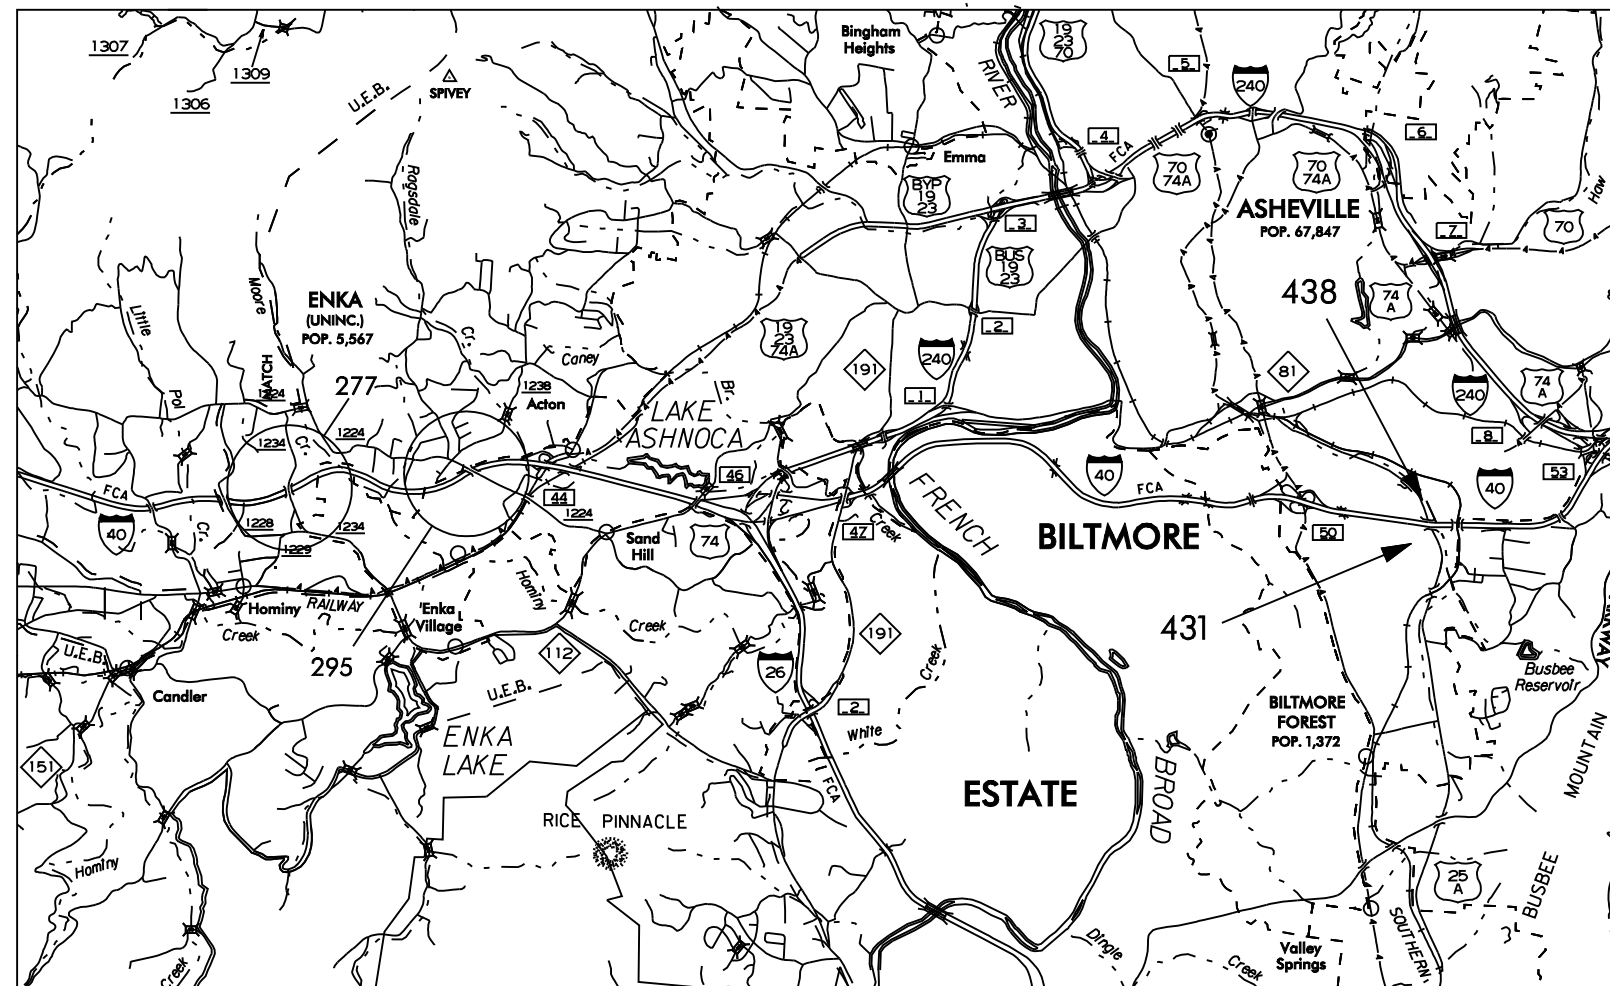 1307
1309
1306
U.E.B.
SPIVEY
Bingham
Heights
RIVER
19
23
70
5
240
4
FCA
6
Emma
BYP
19
23
70
74A
70
74A
ASHEVILLE
POP. 67,847
7
70
Haw
Ragsdale
3
BUS
19
23
438
74
A
Moore
Little
ENKA
(UNINC.)
POP. 5,567
Cr.
Caney
19
23
74A
2
240
191
81
MATCH
277
1224
1238
Acton
Br.
1
LAKE
ASHNOCA
240
74
A
Pol
1234
Cr.
1224
8
46
40
FCA
53
40
FCA
40
44
1224
FRENCH
1228
1234
Cr.
1229
Sand
Hill
74
47
Creek
BILTMORE
50
Hominy
RAILWAY
Creek
'Enka
Village
Hominy
Creek
431
191
U.E.B.
295
112
26
Creek
Busbee
Reservoir
Candler
U.E.B.
2
White
BILTMORE
FOREST
POP. 1,372
MOUNTAIN
151
ENKA
LAKE
FCA
ESTATE
BROAD
RICE PINNACLE
Hominy
25
A
BUSBEE
Creek
Dingle
Creek
Valley
Springs
SOUTHERN